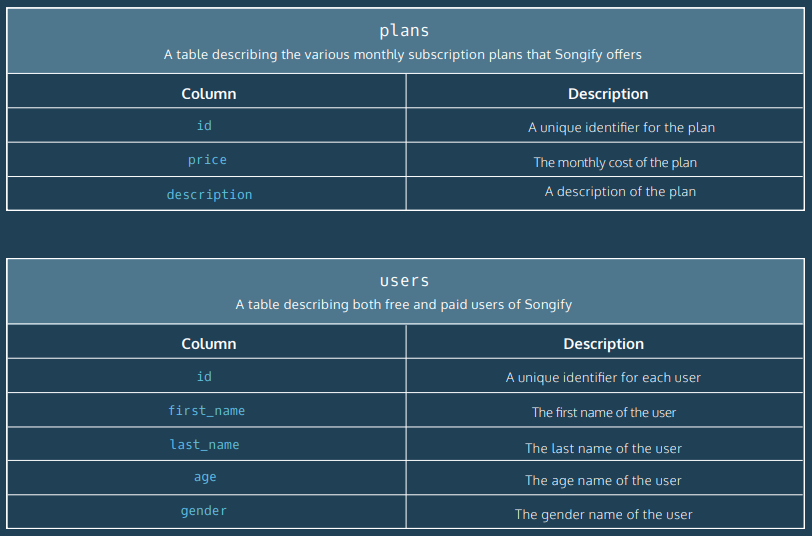 plans
A table describing the various monthly subscription plans that Songify offers
Column Description
id A unique identifier for the plan
price The monthly cost of the plan
description A description of the plan
users
A table describing both free and paid users of Songify
Column Description
id A unique identifier for each user
first_name The first name of the user
last_name The last name of the user
age The age name of the user
gender The gender name of the user